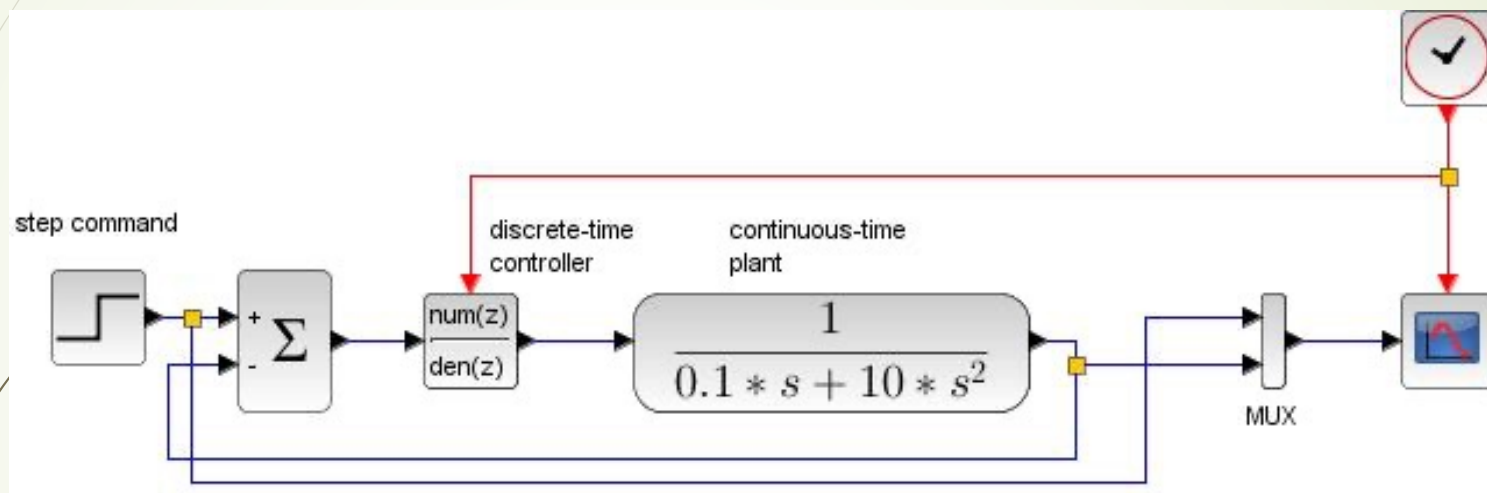 step command
discrete-time
controller
continuous-time
plant
+
-
Σ
num(z)
den(z)
1
0.1 * s + 10 * s²
MUX